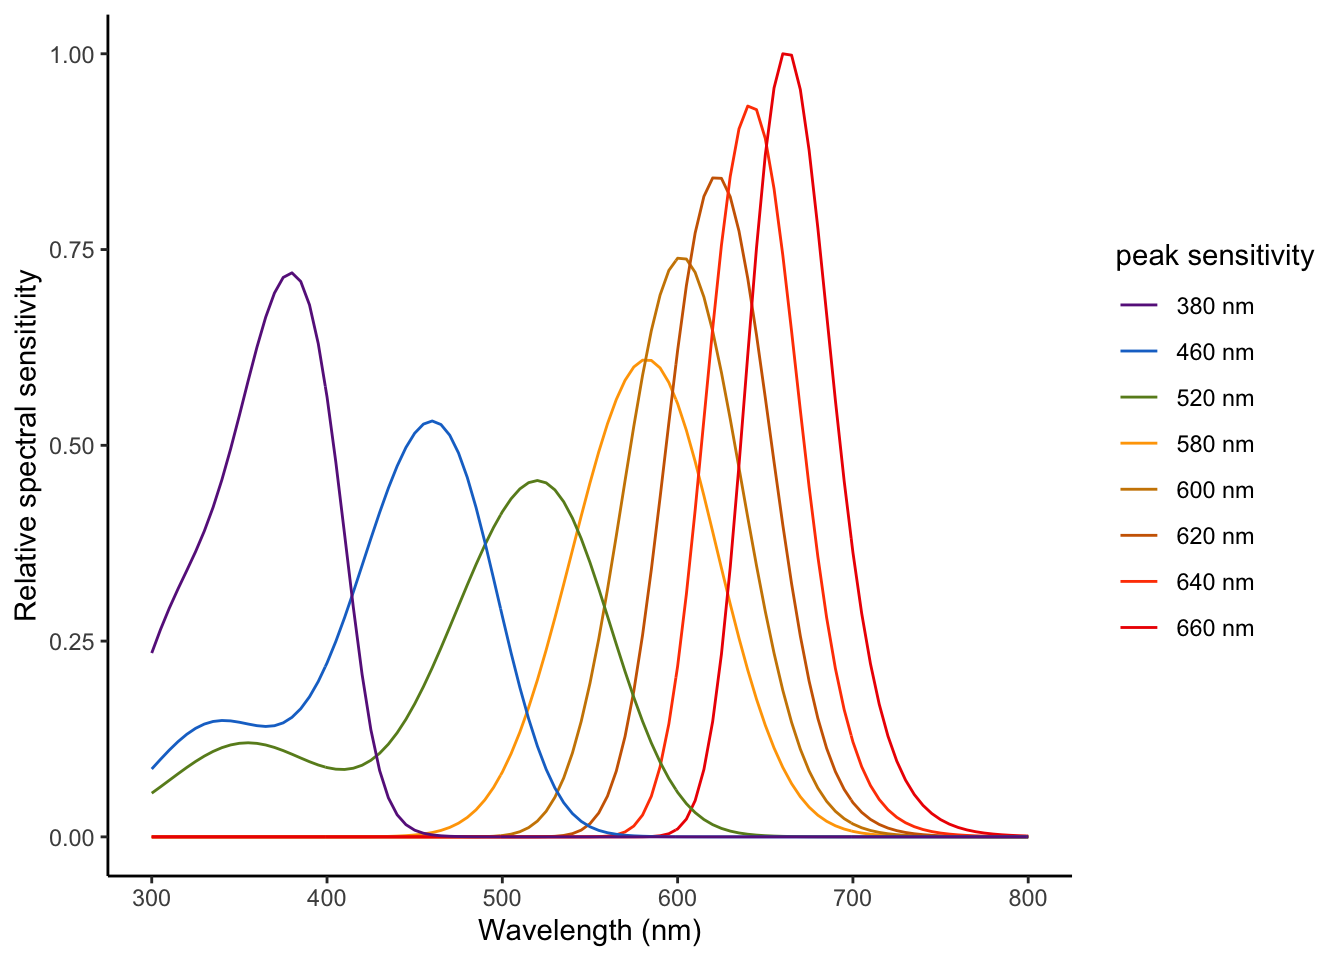 1.00
0.75
0.50
0.25
0.00
Relative spectral sensitivity
300 400 500 600 700 800
Wavelength (nm)
peak sensitivity
380 nm
460 nm
520 nm
580 nm
600 nm
620 nm
640 nm
660 nm